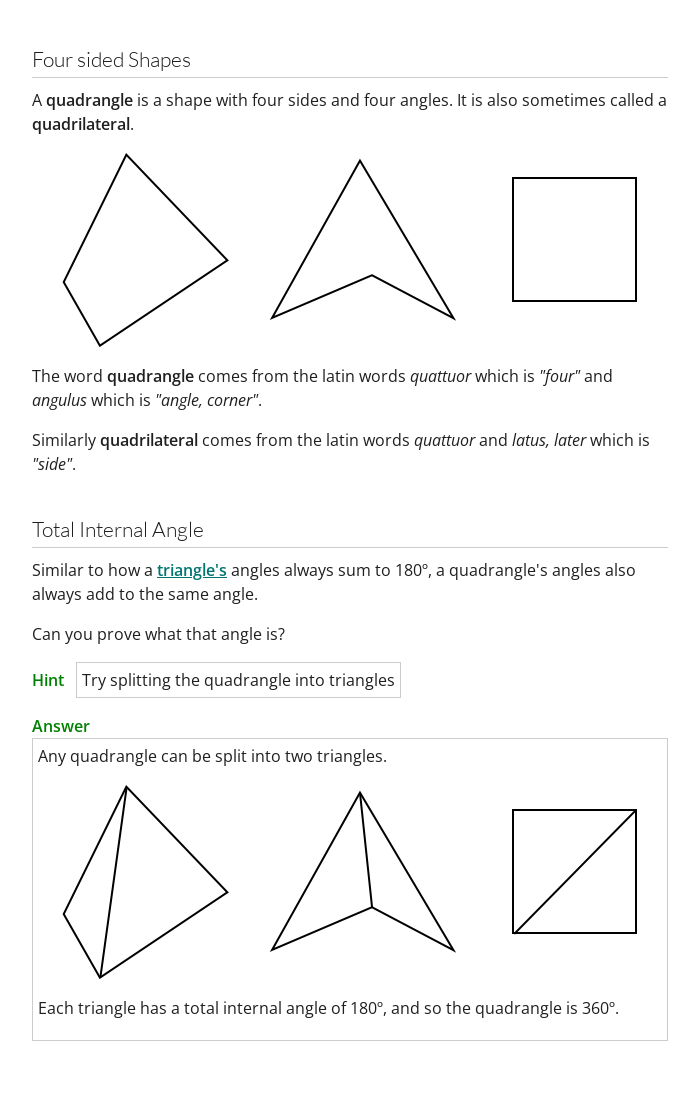 Four sided Shapes
A quadrangle is a shape with four sides and four angles. It is also sometimes called a
quadrilateral.
The word quadrangle comes from the latin words quattuor which is "four" and
angulus which is "angle, corner".
Similarly quadrilateral comes from the latin words quattuor and latus, later which is
"side".
Total Internal Angle
Similar to how a triangle's angles always sum to 180º, a quadrangle's angles also
always add to the same angle.
Can you prove what that angle is?
Hint Try splitting the quadrangle into triangles
Answer
Any quadrangle can be split into two triangles.
Each triangle has a total internal angle of 180º, and so the quadrangle is 360º.